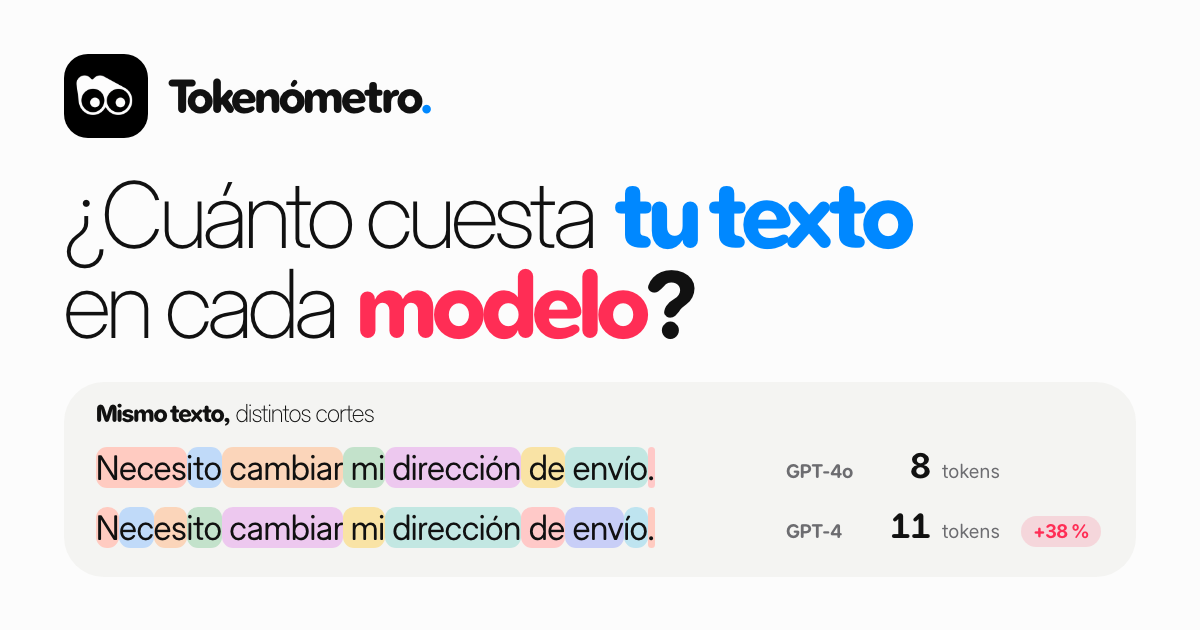 Tokenómetro.
¿Cuánto cuesta tu texto
en cada modelo?
Mismo texto, distintos cortes
Necesito cambiar mi dirección de envío. GPT-4o 8 tokens
Necesito cambiar mi dirección de envío. GPT-4 11 tokens +38 %